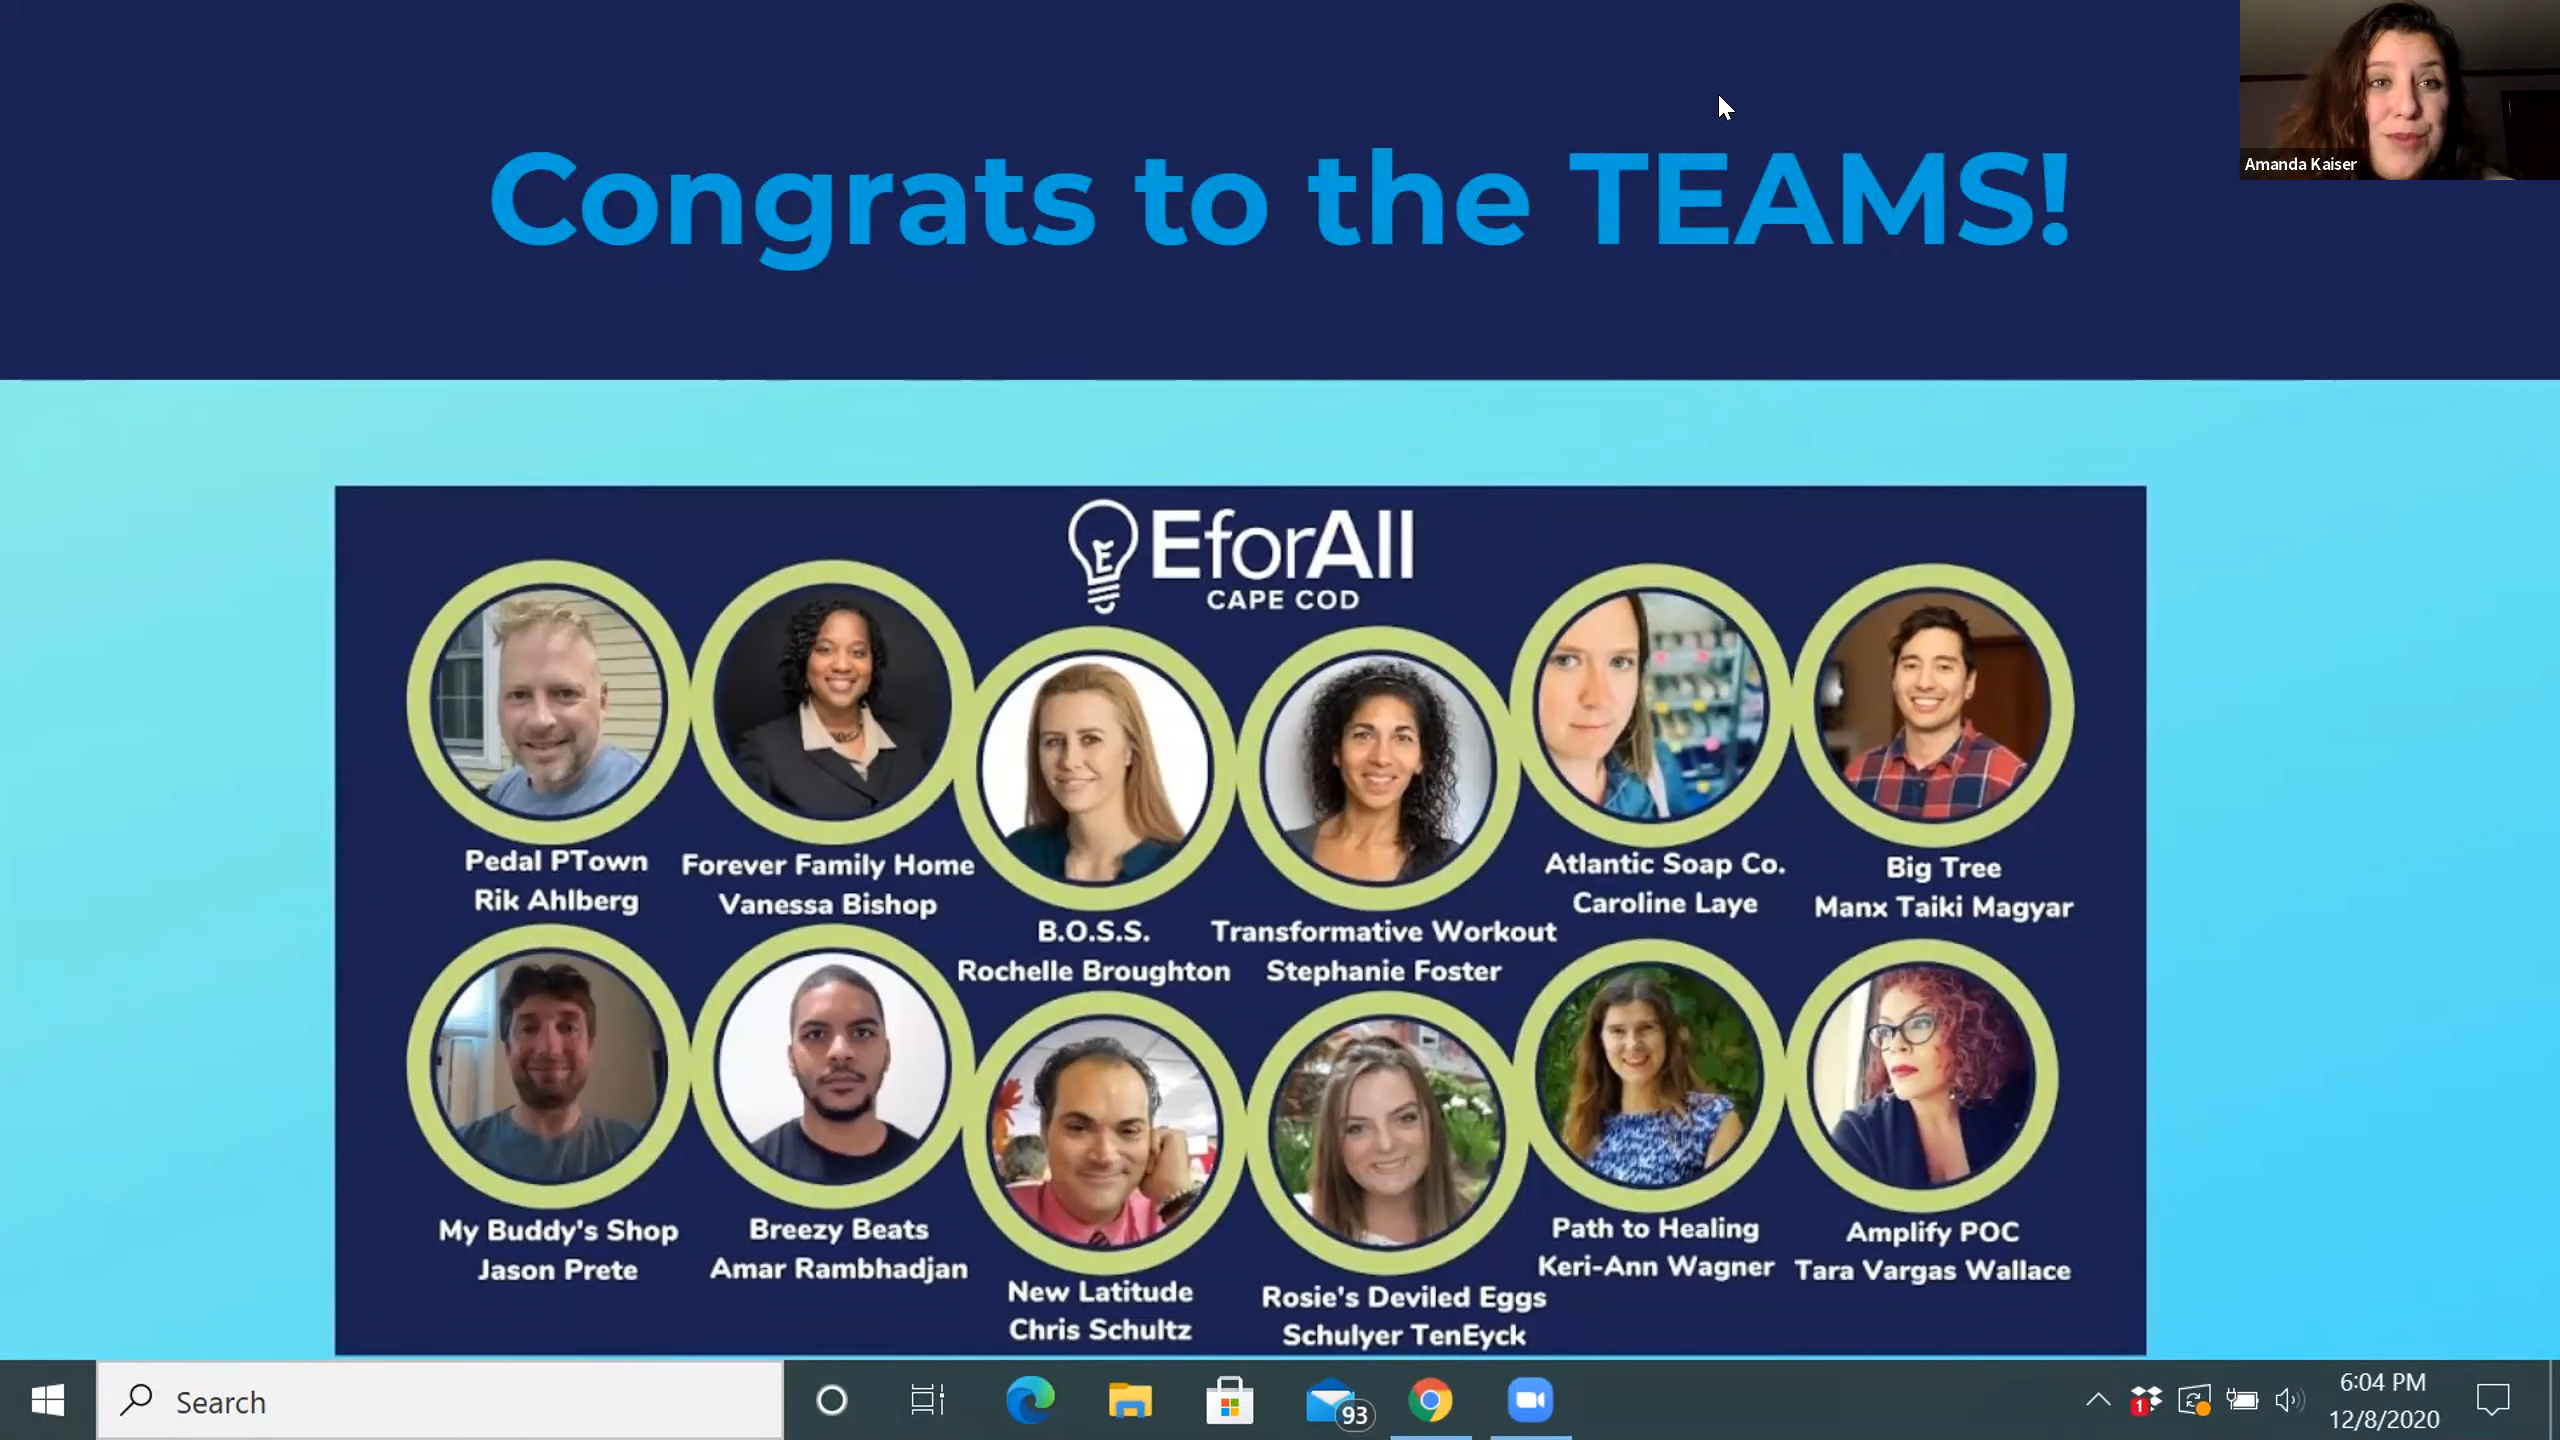 Congrats to the TEAMS!
Amanda Kaiser
E
EforAll
CAPE COD
Pedal PTown
Rik Ahlberg
Forever Family Home
Vanessa Bishop
B.O.S.S.
Rochelle Broughton
Transformative Workout
Stephanie Foster
Atlantic Soap Co.
Caroline Laye
Big Tree
Manx Taiki Magyar
My Buddy's Shop
Jason Prete
Breezy Beats
Amar Rambhadjan
New Latitude
Chris Schultz
Rosie's Deviled Eggs
Schulyer TenEyck
Path to Healing
Keri-Ann Wagner
Amplify POC
Tara Vargas Wallace
Search
93
1
6:04 PM
12/8/2020